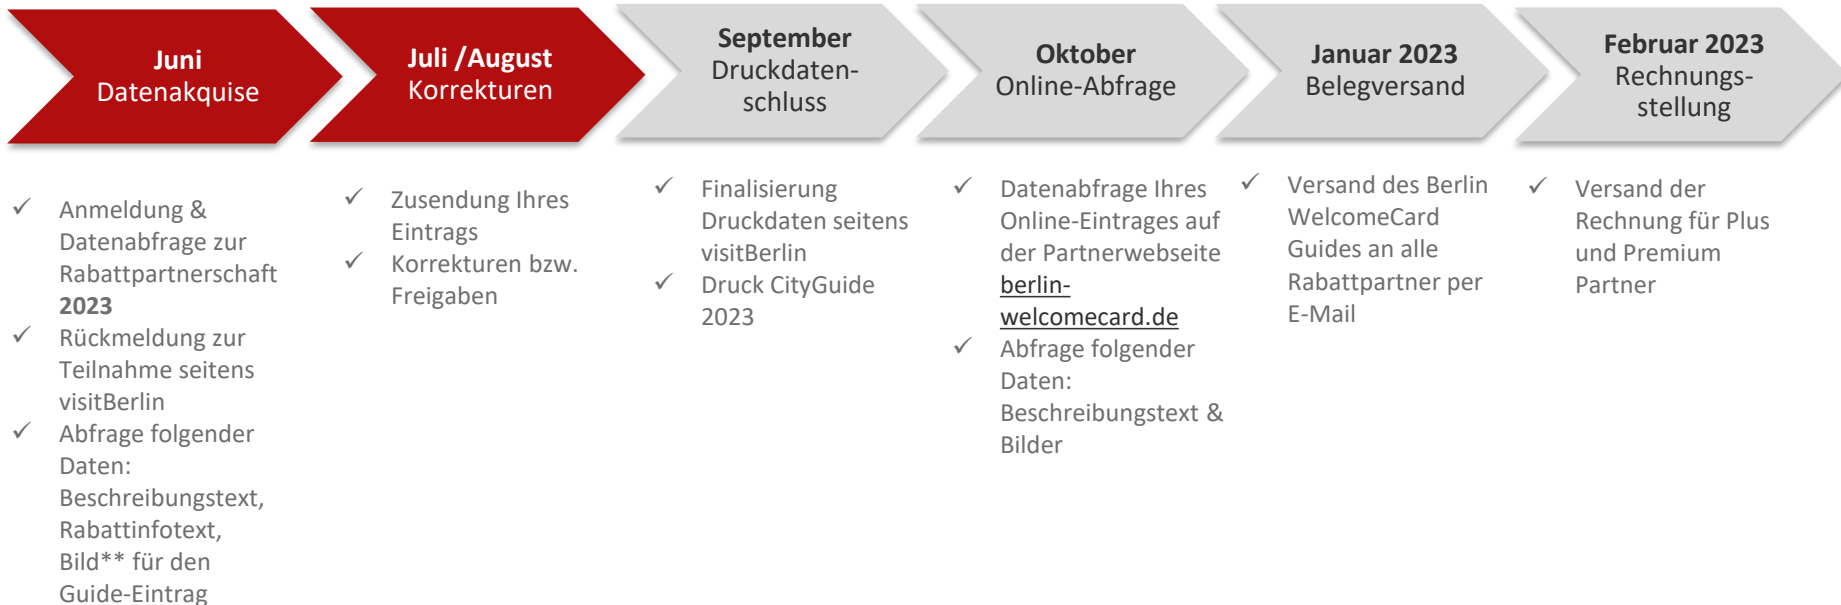 Juni
Datenakquise
Juli /August
Korrekturen
September
Druckdaten-
schluss
Oktober
Online-Abfrage
Januar 2023
Belegversand
Februar 2023
Rechnungs-
stellung
✓ Anmeldung &
Datenabfrage zur
Rabattpartnerschaft
2023
✓ Rückmeldung zur
Teilnahme seitens
visitBerlin
✓ Abfrage folgender
Daten:
Beschreibungstext,
Rabattinfotext,
Bild** für den
Guide-Eintrag
✓ Zusendung Ihres
Eintrags
✓ Korrekturen bzw.
Freigaben
✓ Finalisierung
Druckdaten seitens
visitBerlin
✓ Druck CityGuide
2023
✓ Datenabfrage Ihres
Online-Eintrages auf
der Partnerwebseite
berlin-
welcomecard.de
✓ Abfrage folgender
Daten:
Beschreibungstext &
Bilder
✓ Versand des Berlin
WelcomeCard
Guides an alle
Rabattpartner per
E-Mail
✓ Versand der
Rechnung für Plus
und Premium
Partner